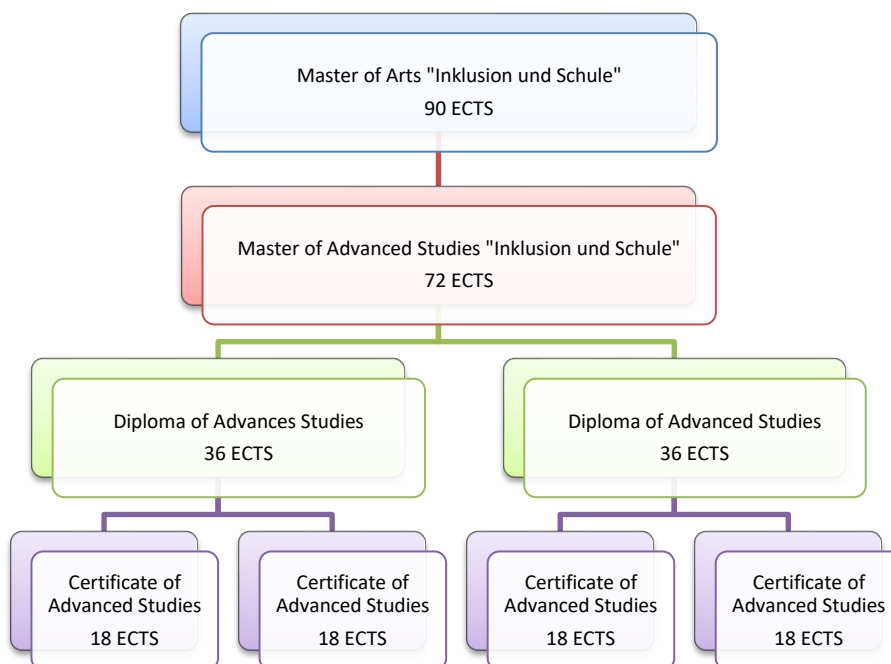 Master of Arts "Inklusion und Schule"
90 ECTS
Master of Advanced Studies "Inklusion und Schule"
72 ECTS
Diploma of Advances Studies
36 ECTS
Diploma of Advanced Studies
36 ECTS
Certificate of
Advanced Studies
18 ECTS
Certificate of
Advanced Studies
18 ECTS
Certificate of
Advanced Studies
18 ECTS
Certificate of
Advanced Studies
18 ECTS